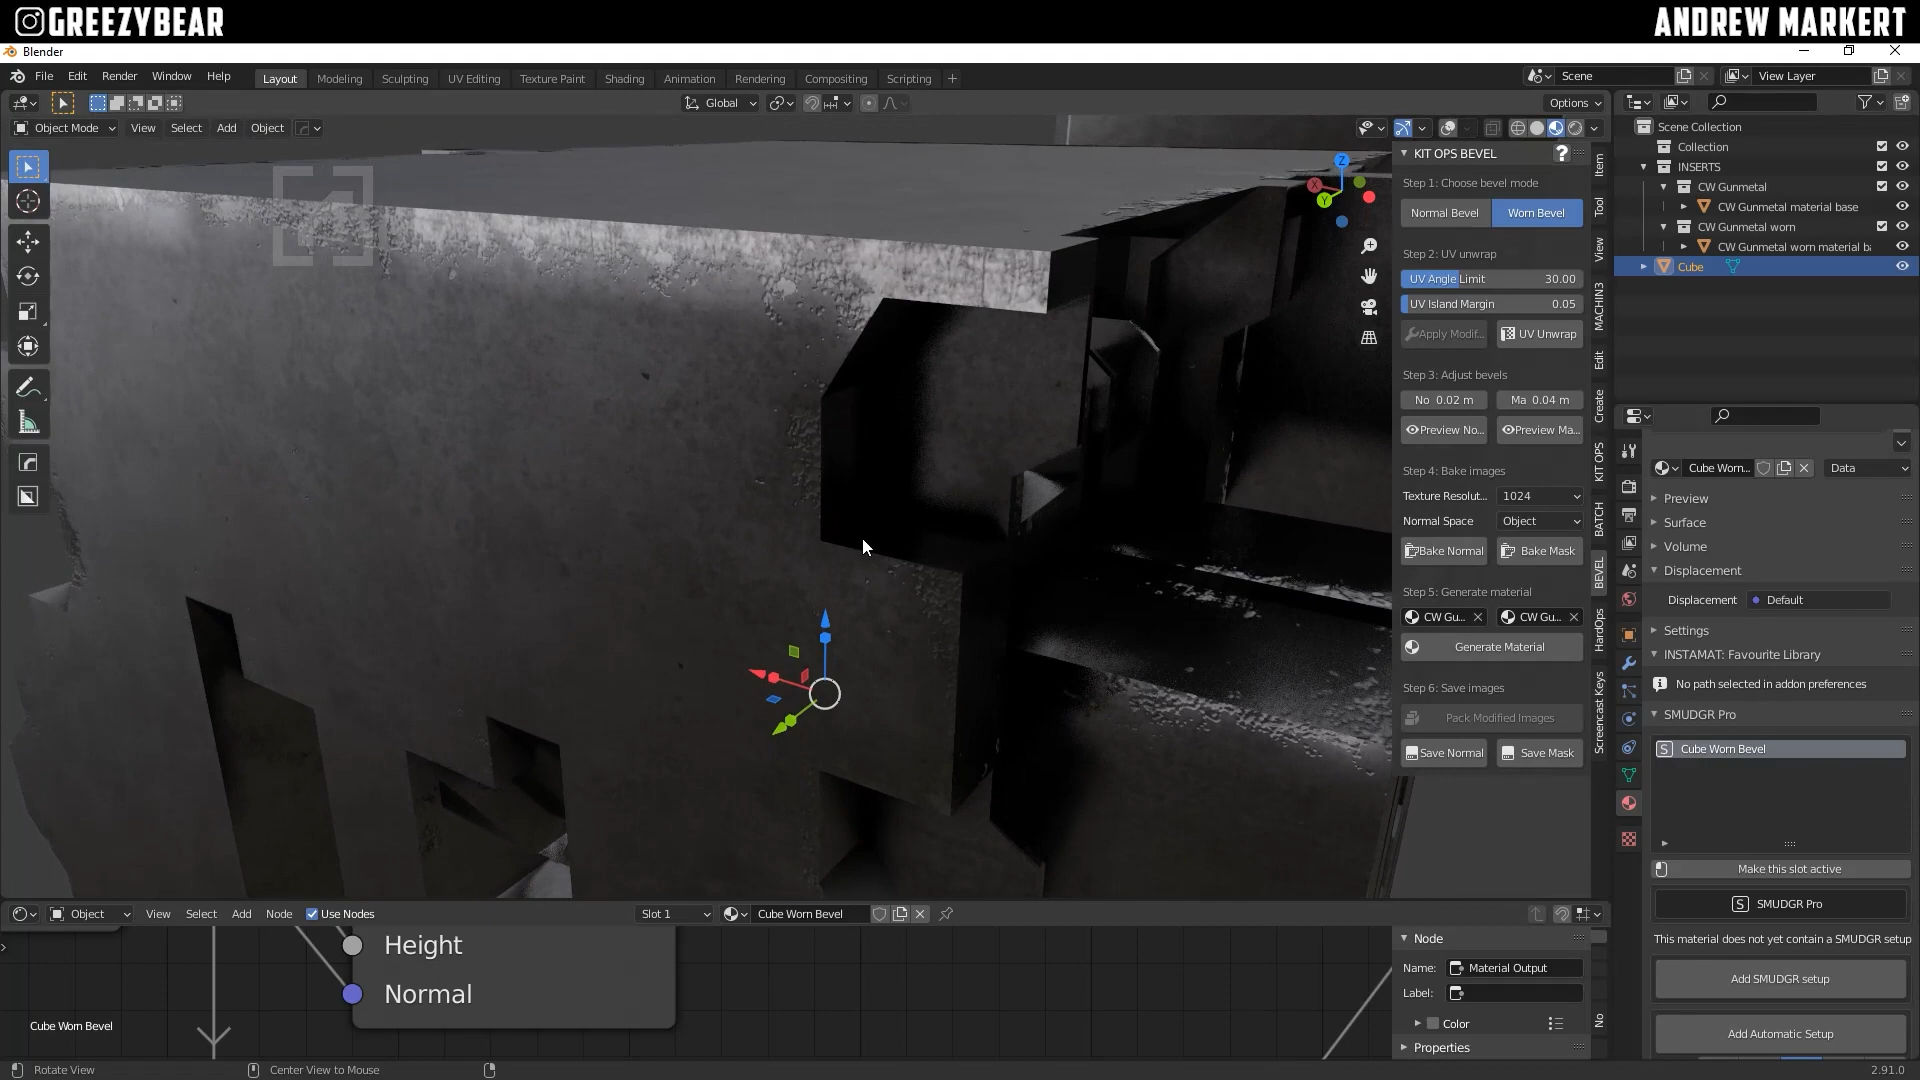 GREEZYBEAR
ANDREW MARKERT
Blender
File Edit Render Window Help
Layout Modeling Sculpting UV Editing Texture Paint Shading Animation Rendering Compositing Scripting +
Scene
View Layer
Global
Options
Object Mode View Select Add Object
KIT OPS BEVEL ?
Step 1: Choose bevel mode
Normal Bevel Worn Bevel
Step 2: UV unwrap
UV Angle Limit 30.00
UV Island Margin 0.05
Apply Modif... UV Unwrap
Step 3: Adjust bevels
No 0.02 m Ma 0.04 m
Preview No... Preview Ma...
Step 4: Bake images
Texture Resolut... 1024
Normal Space Object
Bake Normal Bake Mask
Step 5: Generate material
CW Gu... CW Gu...
Generate Material
Step 6: Save images
Pack Modified Images
Save Normal Save Mask
Z
X
Y
Item
Tool
View
MACHIN3
Edit
Create
KIT OPS
BATCH
BEVEL
HardOps
Screencast Keys
Scene Collection
Collection
INSERTS
CW Gunmetal
CW Gunmetal material base
CW Gunmetal worn
CW Gunmetal worn material ba
Cube
Cube Worn... Data
Preview
Surface
Volume
Displacement
Displacement Default
Settings
INSTAMAT: Favourite Library
No path selected in addon preferences
SMUDGR Pro
S Cube Worn Bevel
Make this slot active
S SMUDGR Pro
This material does not yet contain a SMUDGR setup
Add SMUDGR setup
Add Automatic Setup
Object View Select Add Node Use Nodes Slot 1 Cube Worn Bevel
Height
Normal
Cube Worn Bevel
Node
Name: Material Output
Label:
Color
Properties
No
Rotate View Center View to Mouse
2.91.0